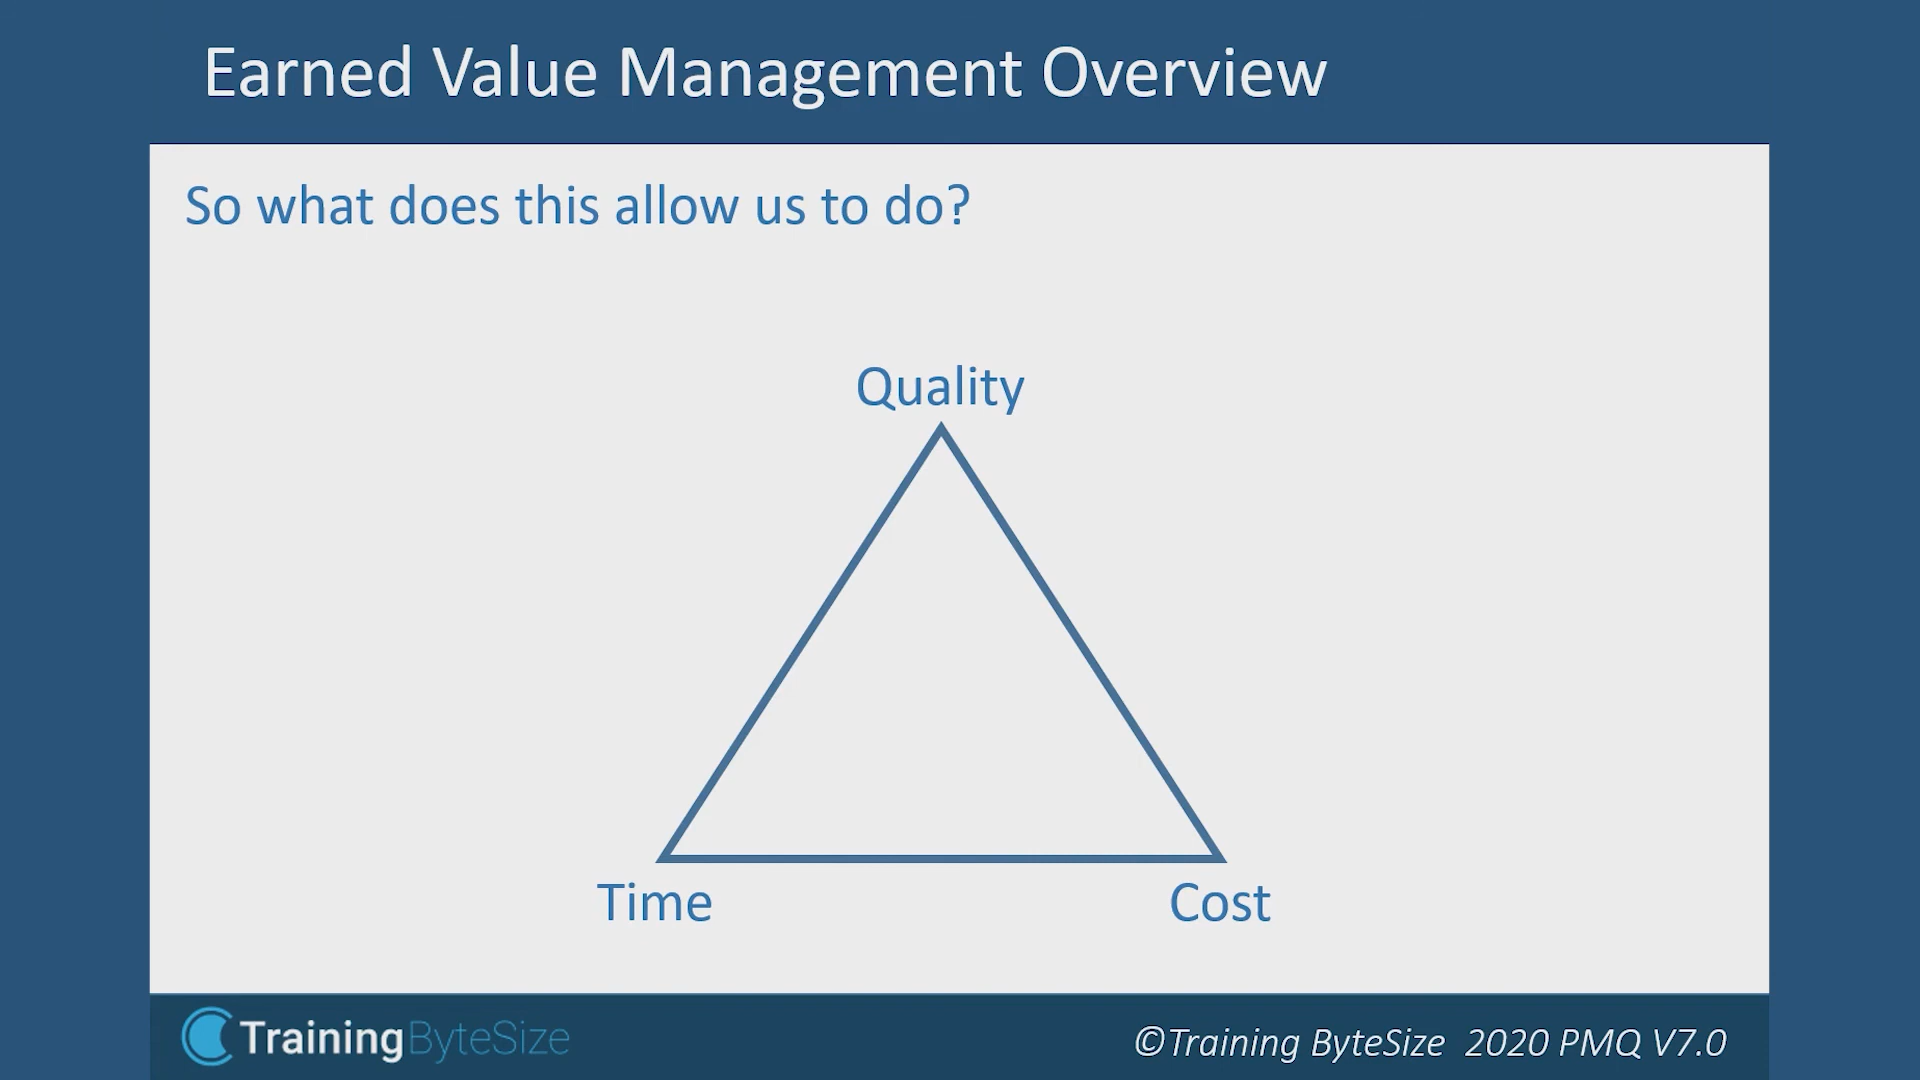 Earned Value Management Overview
So what does this allow us to do?
Quality
Time
Cost
TrainingByteSize
©Training ByteSize 2020 PMQ V7.0